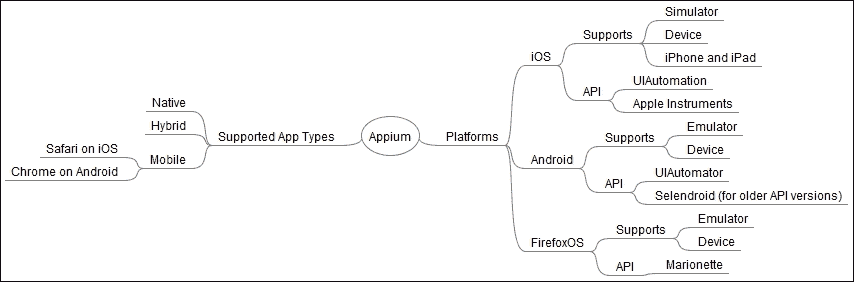 Appium
Supported App Types
Native
Hybrid
Mobile
Safari on iOS
Chrome on Android
Platforms
iOS
Supports
Simulator
Device
iPhone and iPad
API
UIAutomation
Apple Instruments
Android
Supports
Emulator
Device
API
UIAutomator
Selendroid (for older API versions)
FirefoxOS
Supports
Emulator
Device
API
Marionette